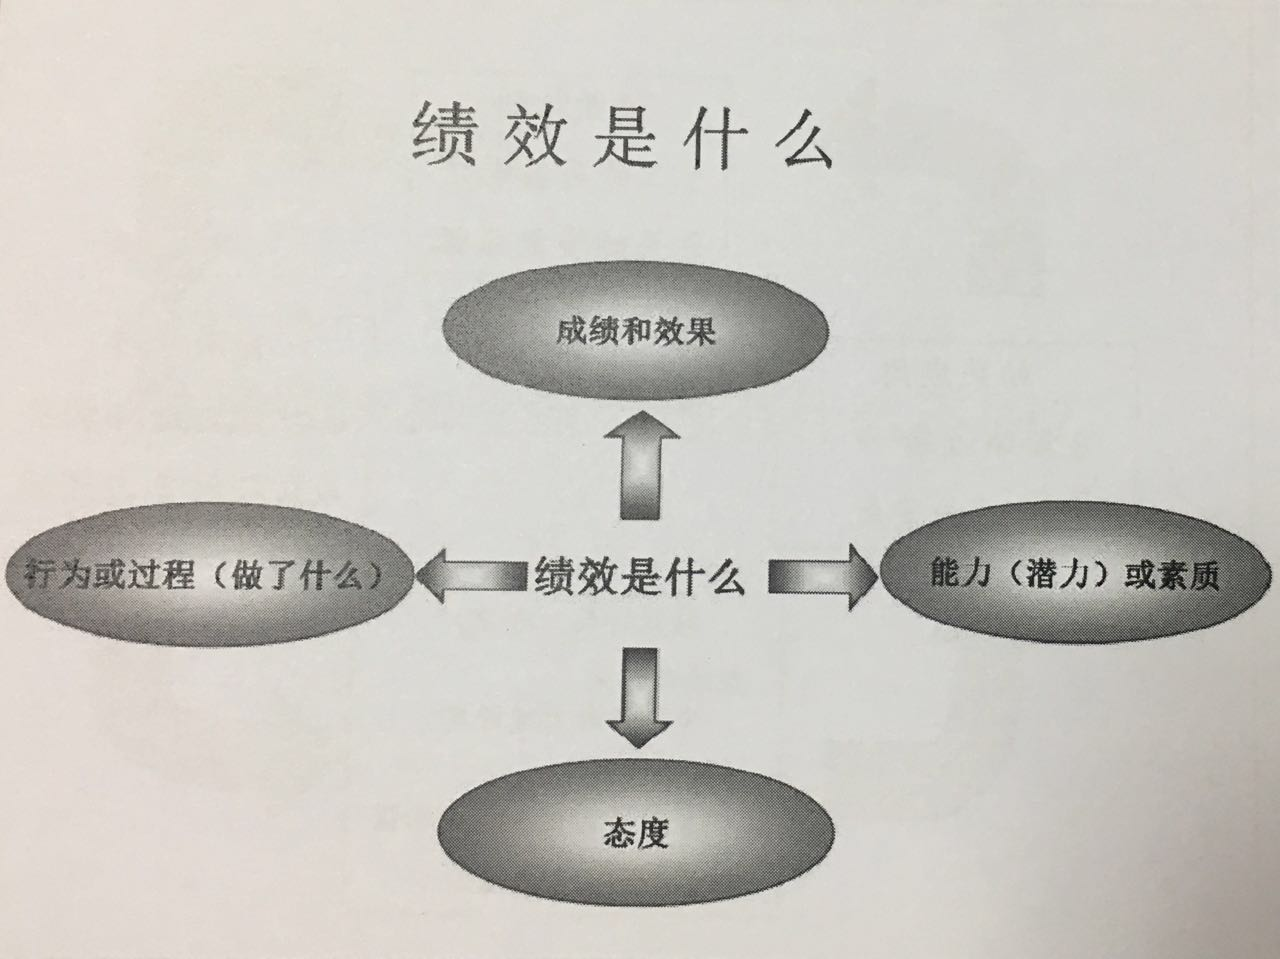 绩效是什么
成绩和效果
行为或过程（做了什么）
绩效是什么
能力（潜力）或素质
态度